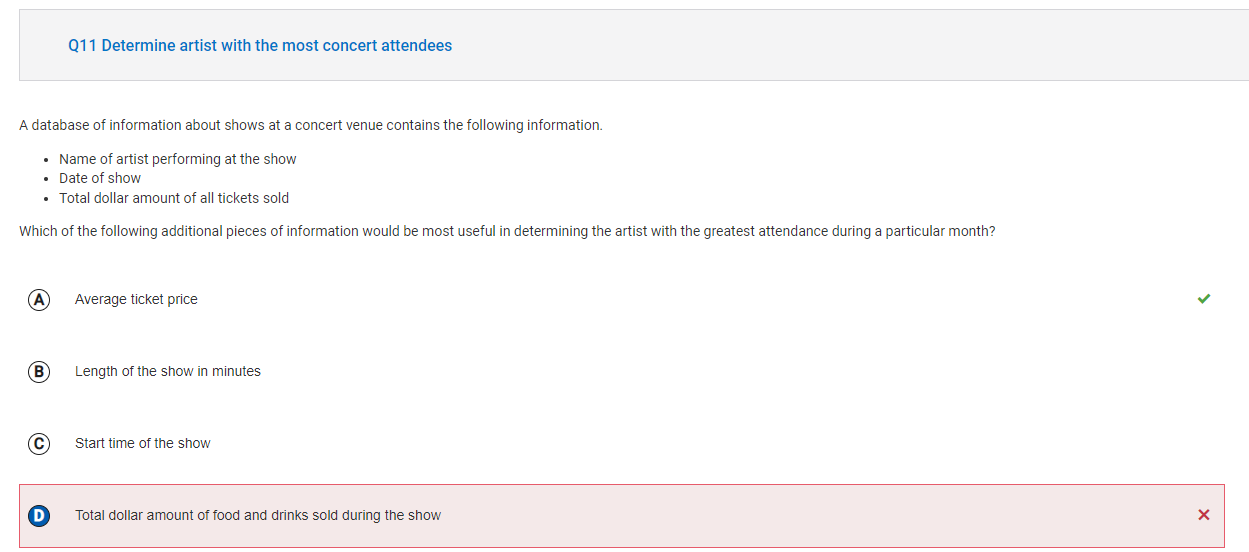 Q11 Determine artist with the most concert attendees
A database of information about shows at a concert venue contains the following information.
• Name of artist performing at the show
• Date of show
• Total dollar amount of all tickets sold
Which of the following additional pieces of information would be most useful in determining the artist with the greatest attendance during a particular month?
A Average ticket price
B Length of the show in minutes
C Start time of the show
D Total dollar amount of food and drinks sold during the show